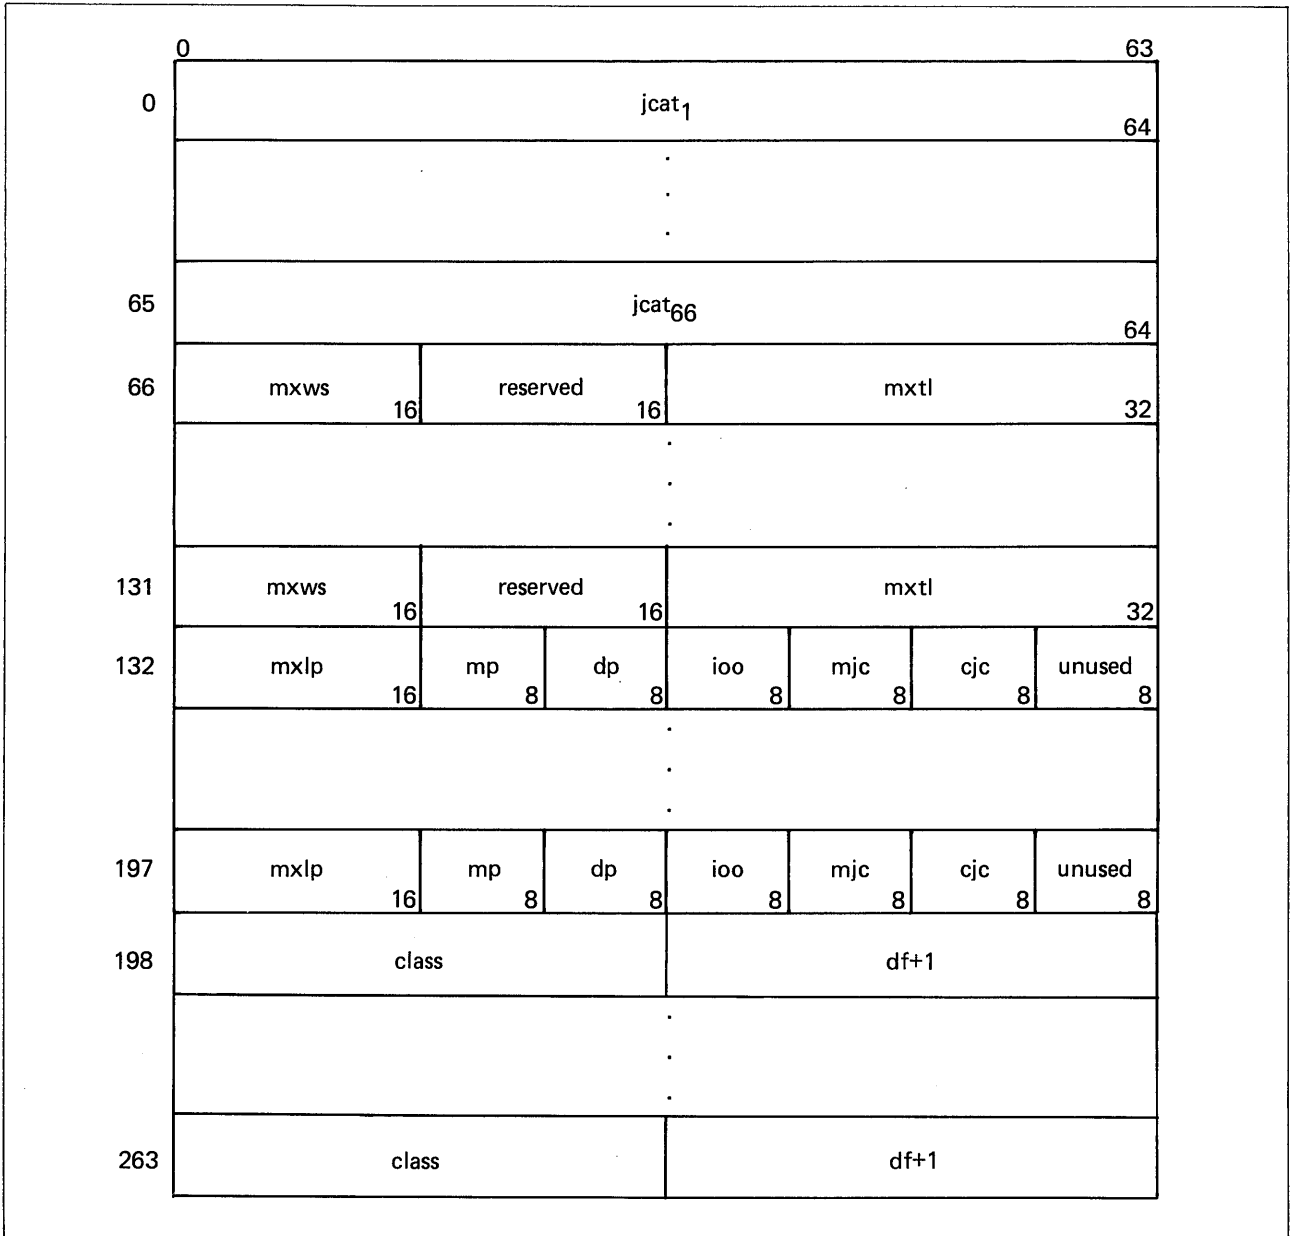 0 63
0 jcat1 64
65 jcat66 64
66 mxws 16 reserved 16 mxtl 32
131 mxws 16 reserved 16 mxtl 32
132 mxlp 16 mp 8 dp 8 ioo 8 mjc 8 cjc 8 unused 8
197 mxlp 16 mp 8 dp 8 ioo 8 mjc 8 cjc 8 unused 8
198 class df+1
263 class df+1